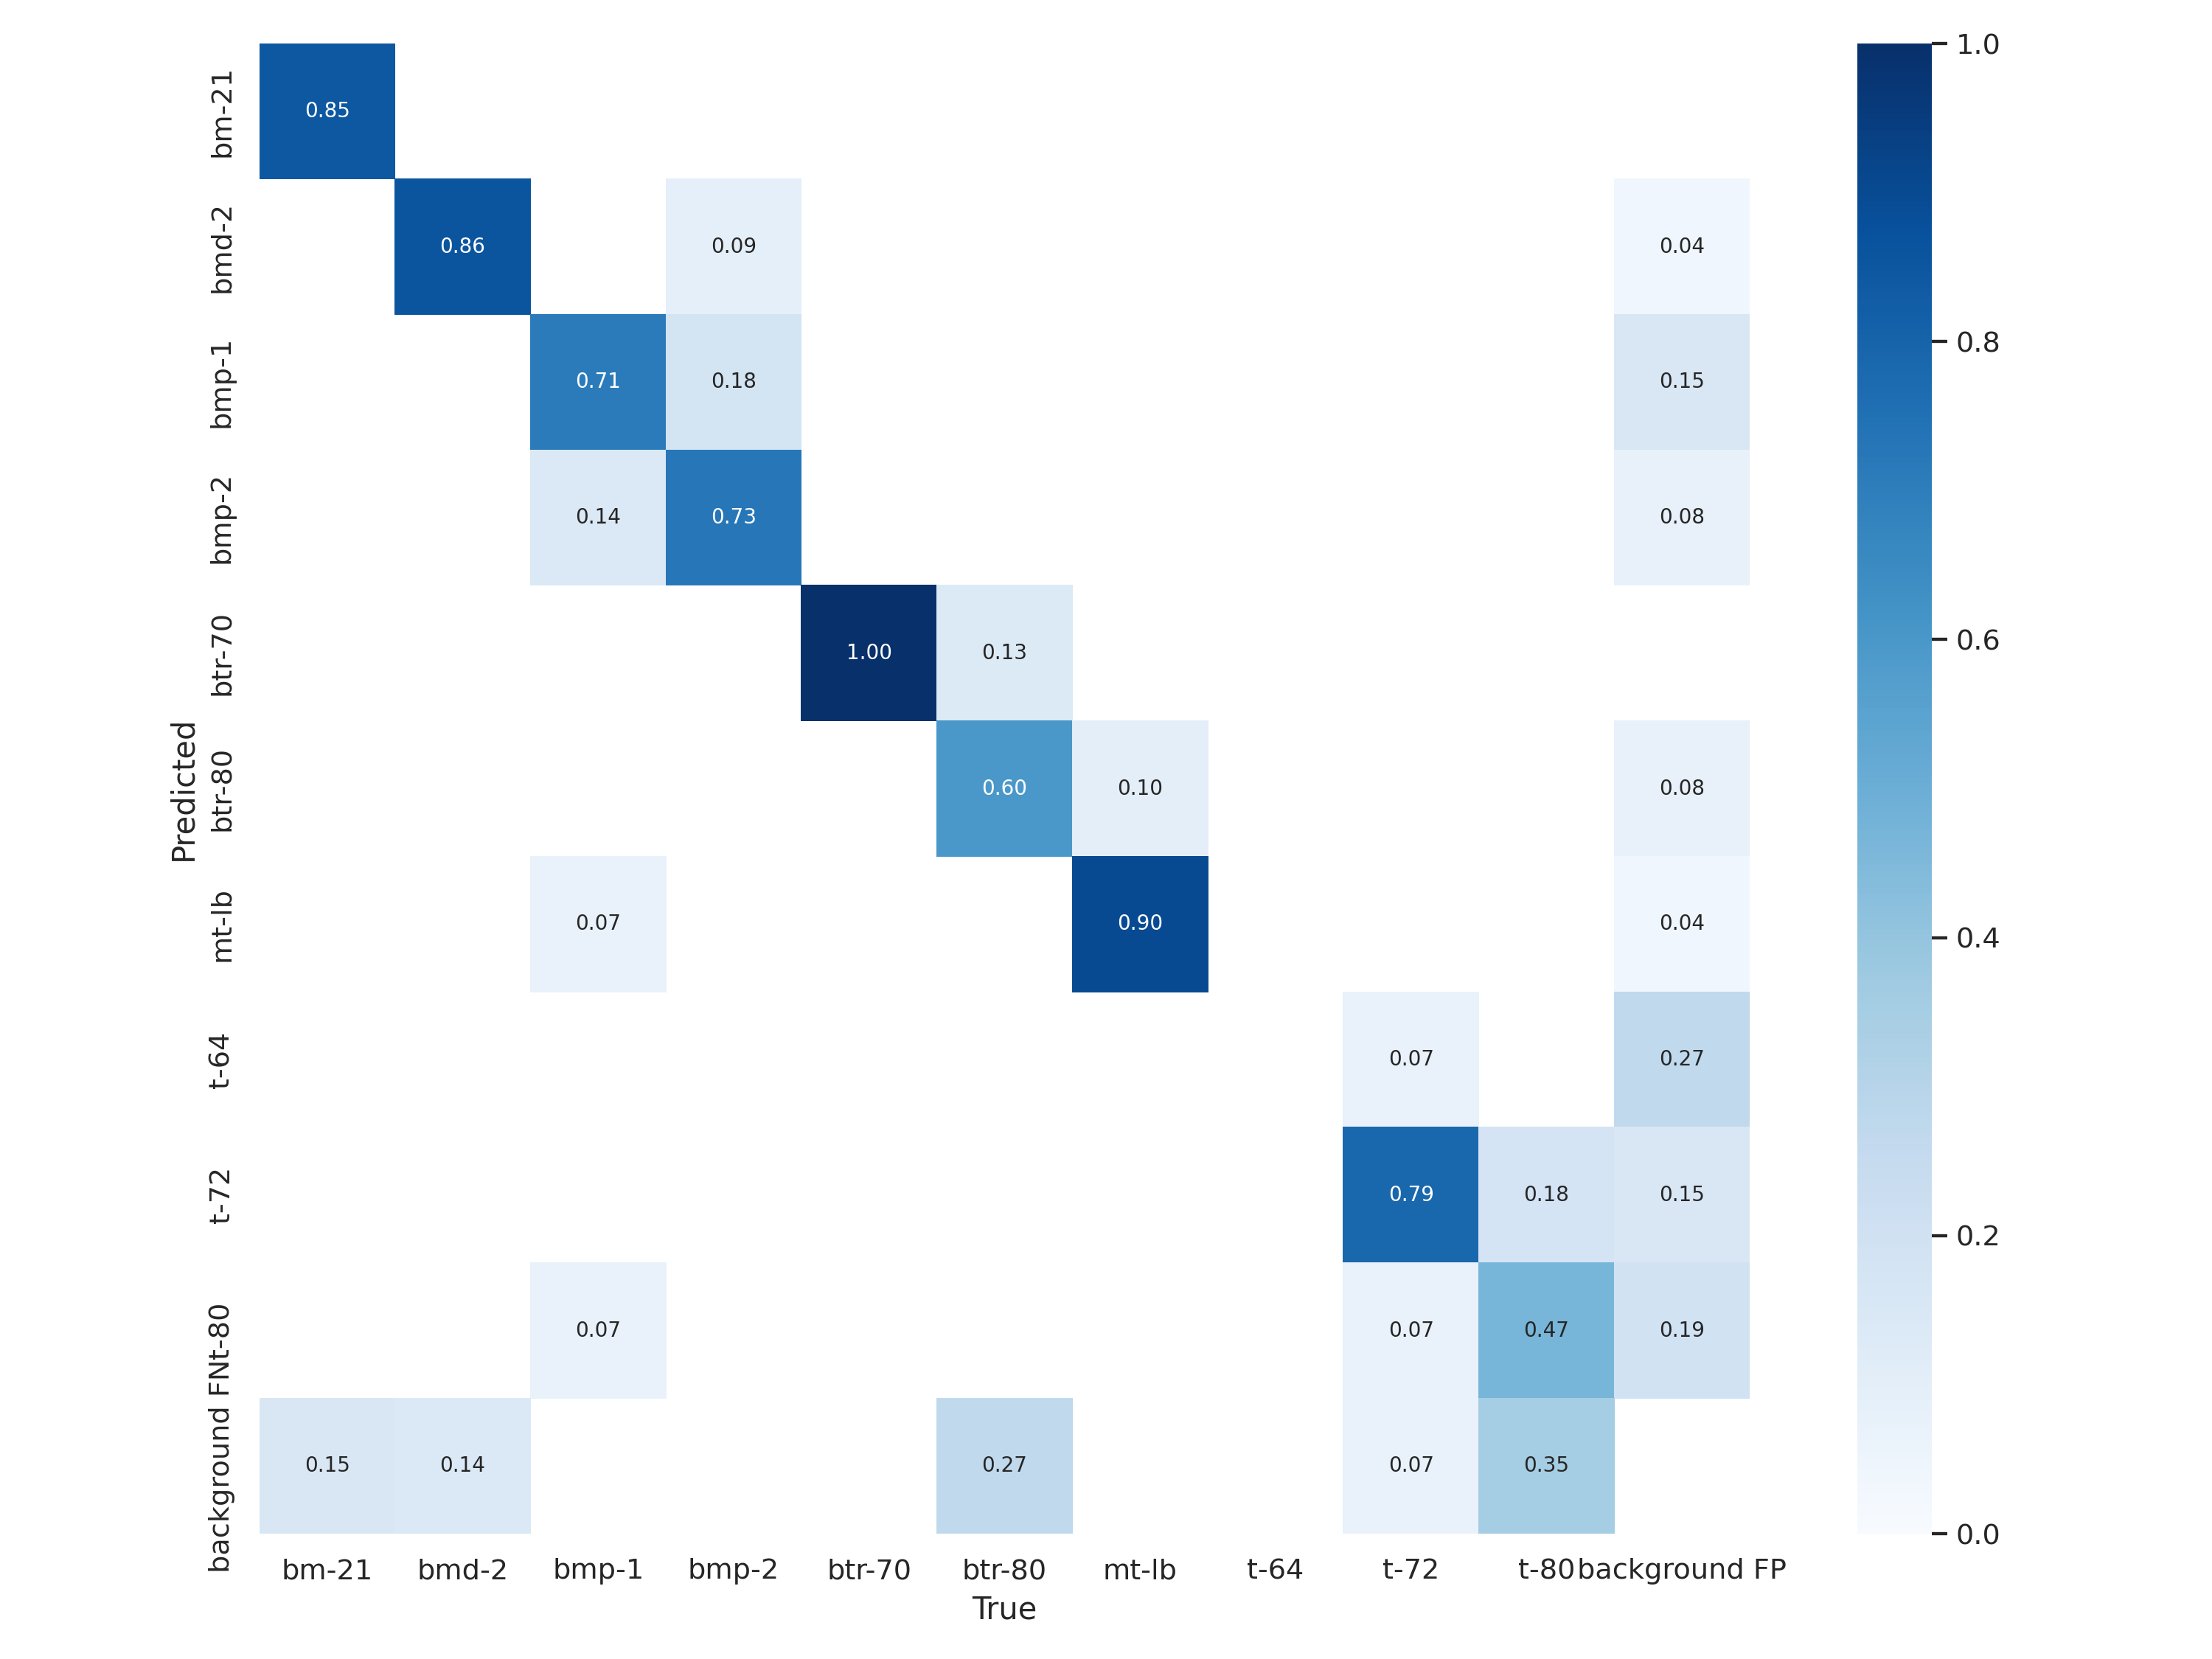 bm-21 0.85 1.0
bmd-2 0.86 0.09 0.04
0.8
bmp-1 0.71 0.18 0.15
bmp-2 0.14 0.73 0.08
btr-70 1.00 0.13
0.6
Predicted
btr-80 0.60 0.10 0.08
mt-lb 0.07 0.90 0.04
0.4
t-64 0.07 0.27
t-72 0.79 0.18 0.15
0.2
t-80 0.07 0.07 0.47 0.19
background FN 0.15 0.14 0.27 0.07 0.35
0.0
bm-21 bmd-2 bmp-1 bmp-2 btr-70 btr-80 mt-lb t-64 t-72 t-80 background FP
True